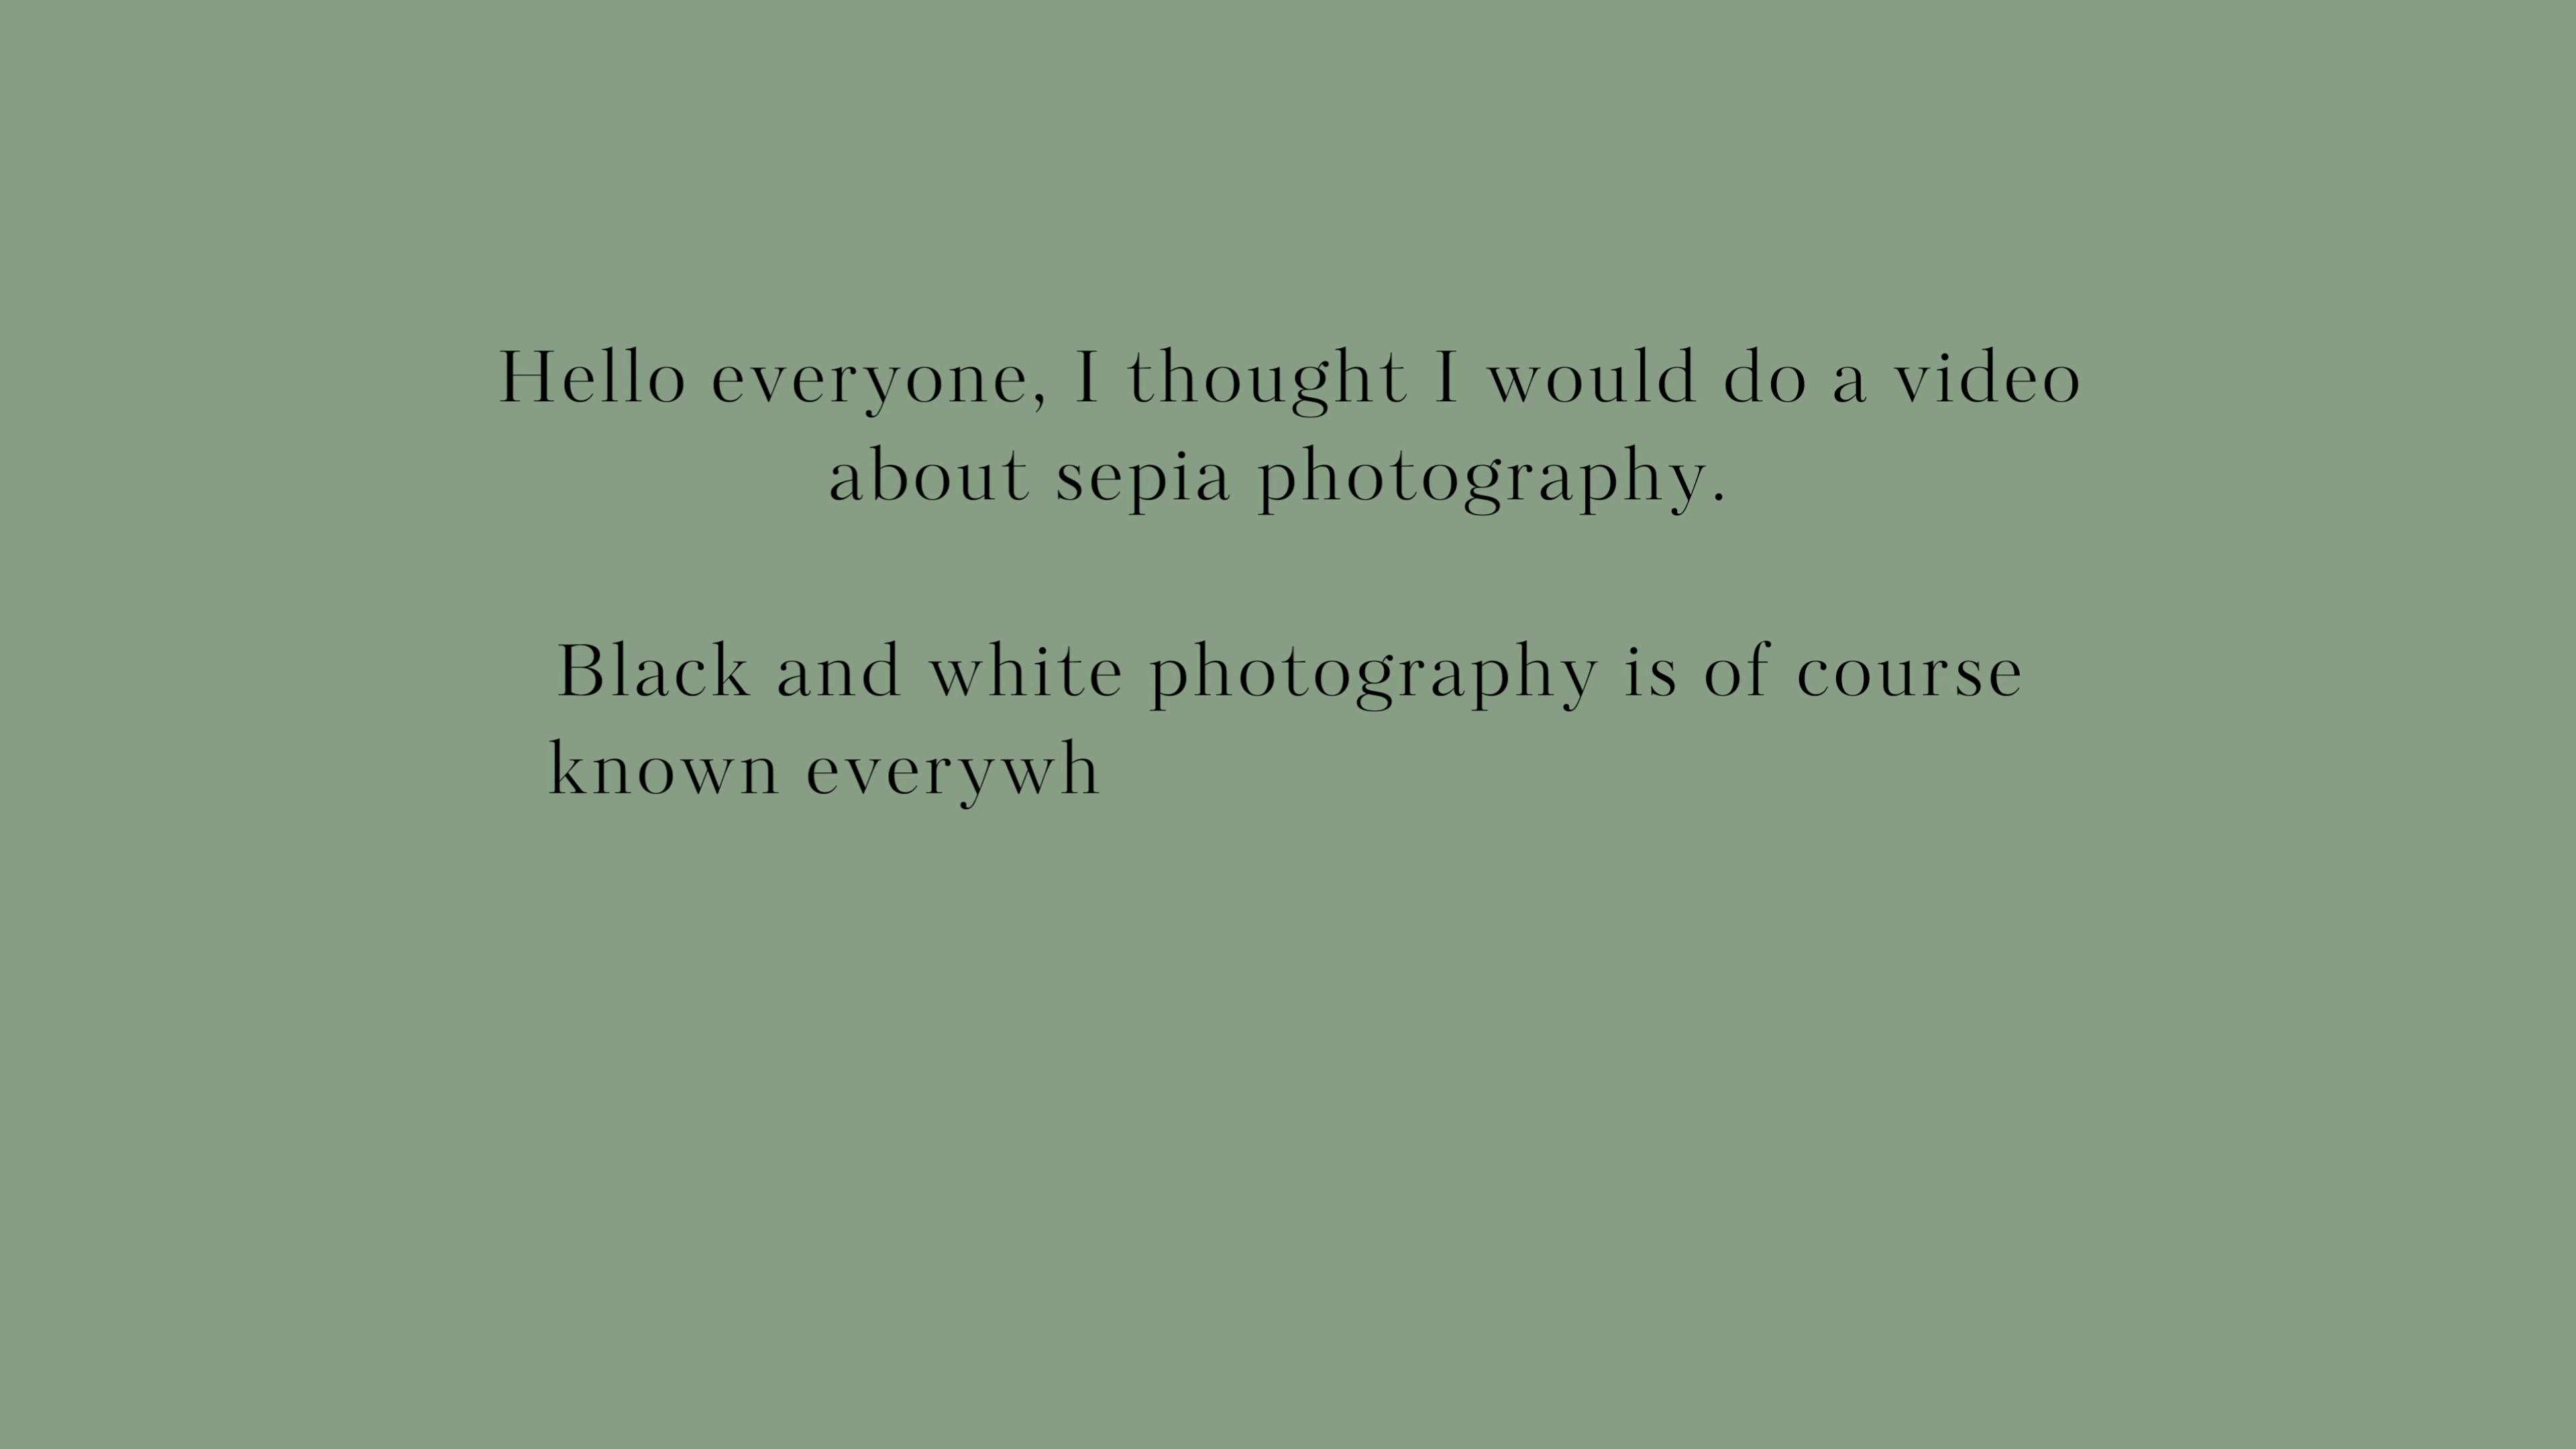 Hello everyone, I thought I would do a video
about sepia photography.
Black and white photography is of course
known everywh